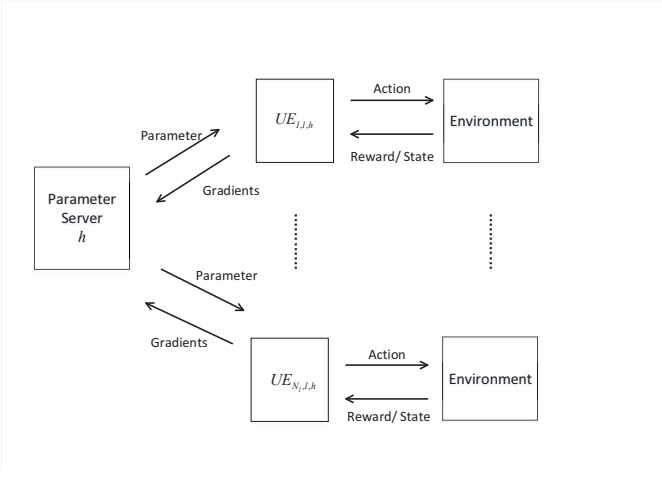 Action
UE1,l,h
Environment
Parameter
Reward/ State
Gradients
Parameter
Server
h
Parameter
Gradients
Action
UENl,l,h
Environment
Reward/ State